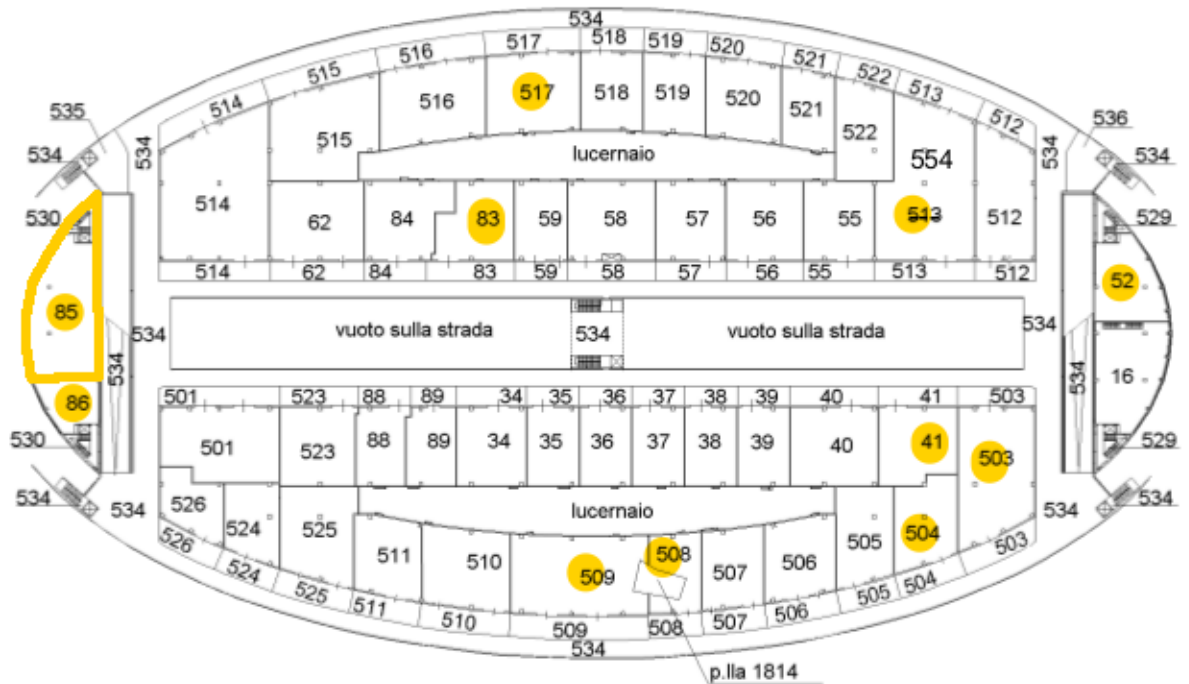 534
516 517 518 519 520 521 522 513 512
514 515
535 536
534 534 534 534
514 515 516 517 518 519 520 521 522 554 513 512
lucernaio
530 529
62 84 83 59 58 57 56 55
514 62 84 83 59 58 57 56 55 513 512
85 52
534 vuoto sulla strada 534 vuoto sulla strada 534
534 534
86 16
501 523 88 89 34 35 36 37 38 39 40 41 503
501 523 88 89 34 35 36 37 38 39 40 41 503
530 529
534 534 534 534
526 524 525 lucernaio 505 504
511 510 509 508 507 506
526 524 525 511 510 509 508 507 506 505 504 503
534
p.lla 1814